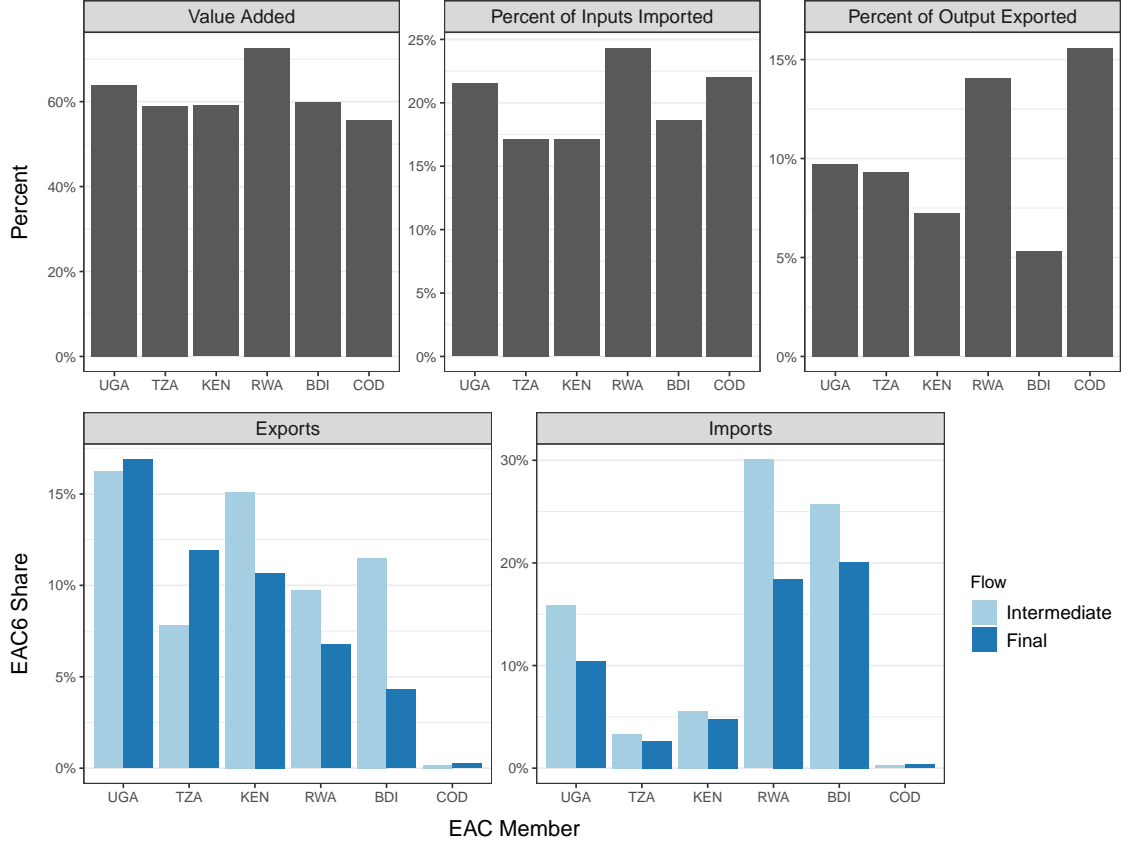 Value Added
Percent of Inputs Imported
Percent of Output Exported
Percent
60%
40%
20%
0%
25%
20%
15%
10%
5%
0%
15%
10%
5%
0%
UGA TZA KEN RWA BDI COD
UGA TZA KEN RWA BDI COD
UGA TZA KEN RWA BDI COD
Exports
Imports
EAC6 Share
15%
10%
5%
0%
30%
20%
10%
0%
UGA TZA KEN RWA BDI COD
UGA TZA KEN RWA BDI COD
EAC Member
Flow
Intermediate
Final